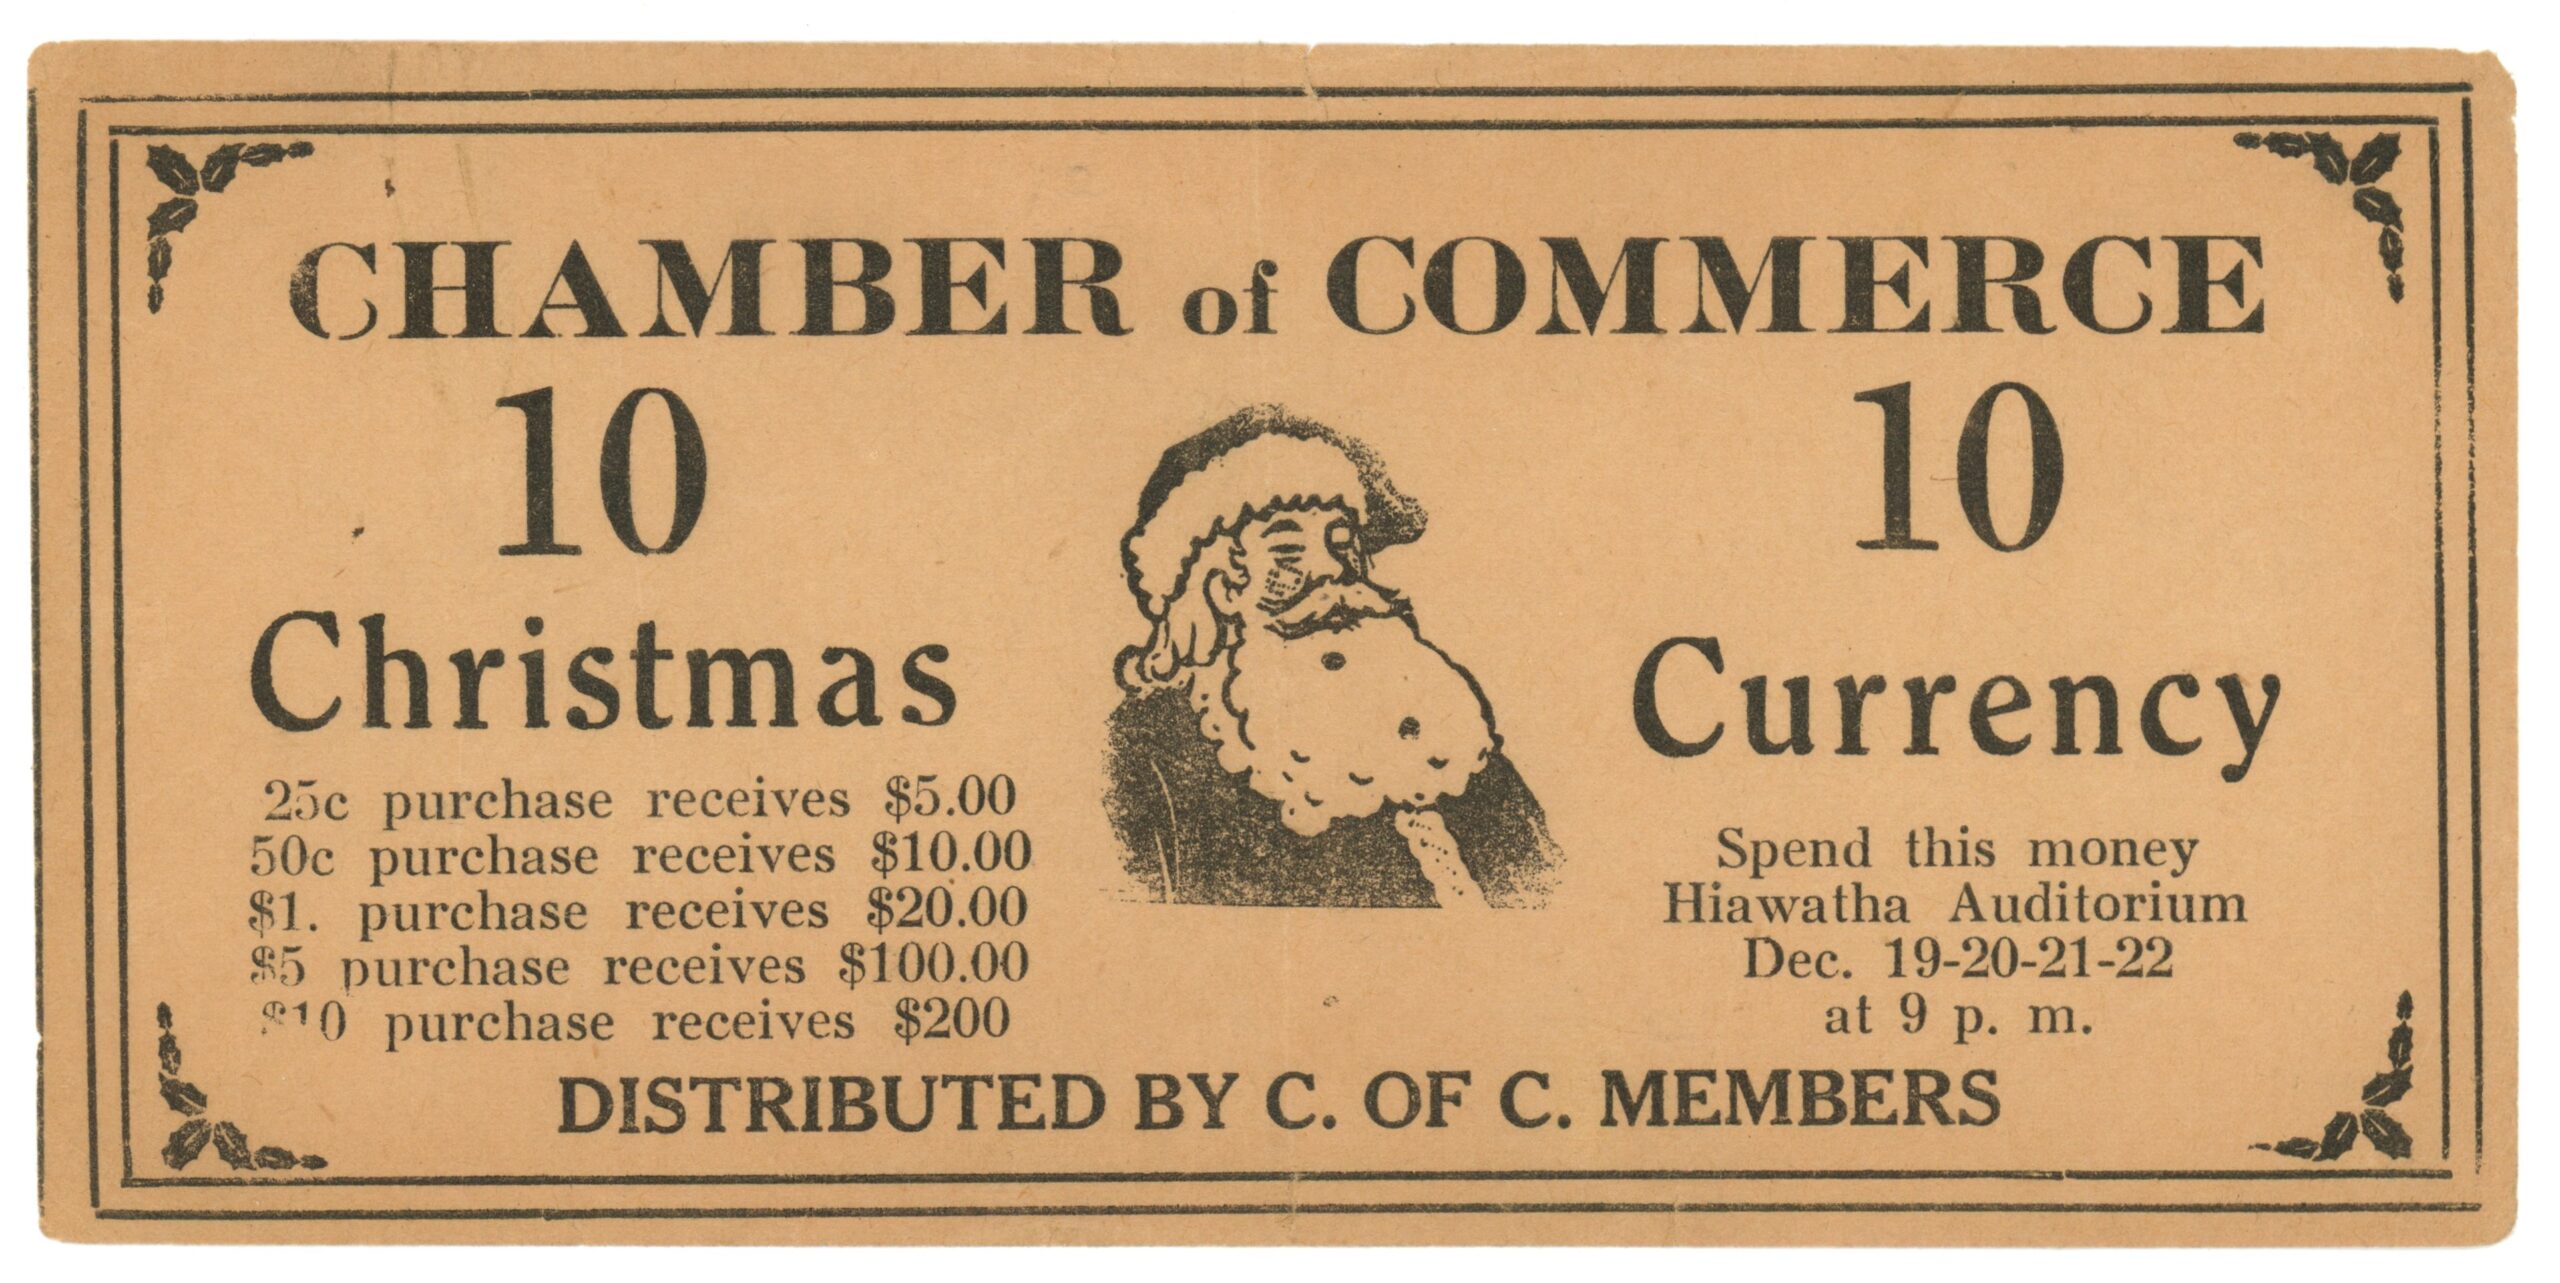 CHAMBER of COMMERCE
10 10
Christmas Currency
25c purchase receives $5.00
50c purchase receives $10.00
$1. purchase receives $20.00
$5 purchase receives $100.00
$10 purchase receives $200
Spend this money
Hiawatha Auditorium
Dec. 19-20-21-22
at 9 p. m.
DISTRIBUTED BY C. OF C. MEMBERS